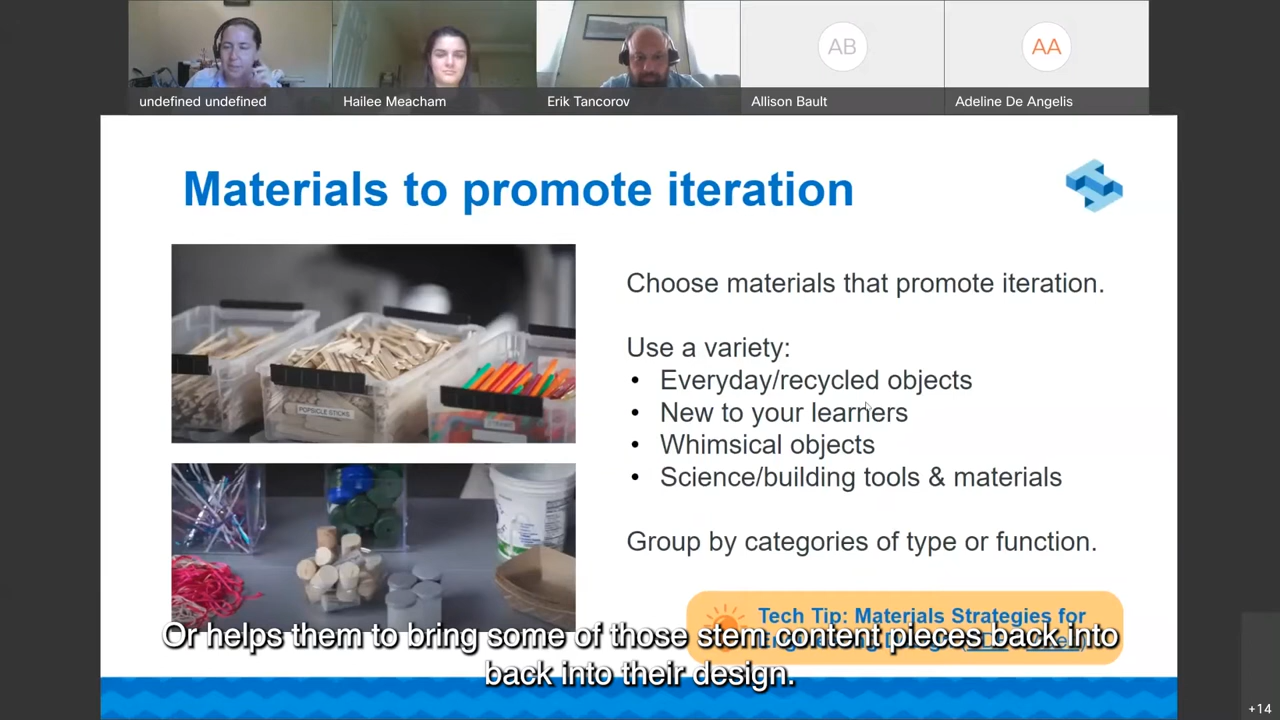 AB
AA
undefined undefined
Hailee Meacham
Erik Tancorov
Allison Bault
Adeline De Angelis
Materials to promote iteration
Choose materials that promote iteration.
Use a variety:
• Everyday/recycled objects
• New to your learners
• Whimsical objects
• Science/building tools & materials
Group by categories of type or function.
POPSICLE STICKS
Tech Tip: Materials Strategies for
Or helps them to bring some of those stem content pieces back into
back into their design.
+14